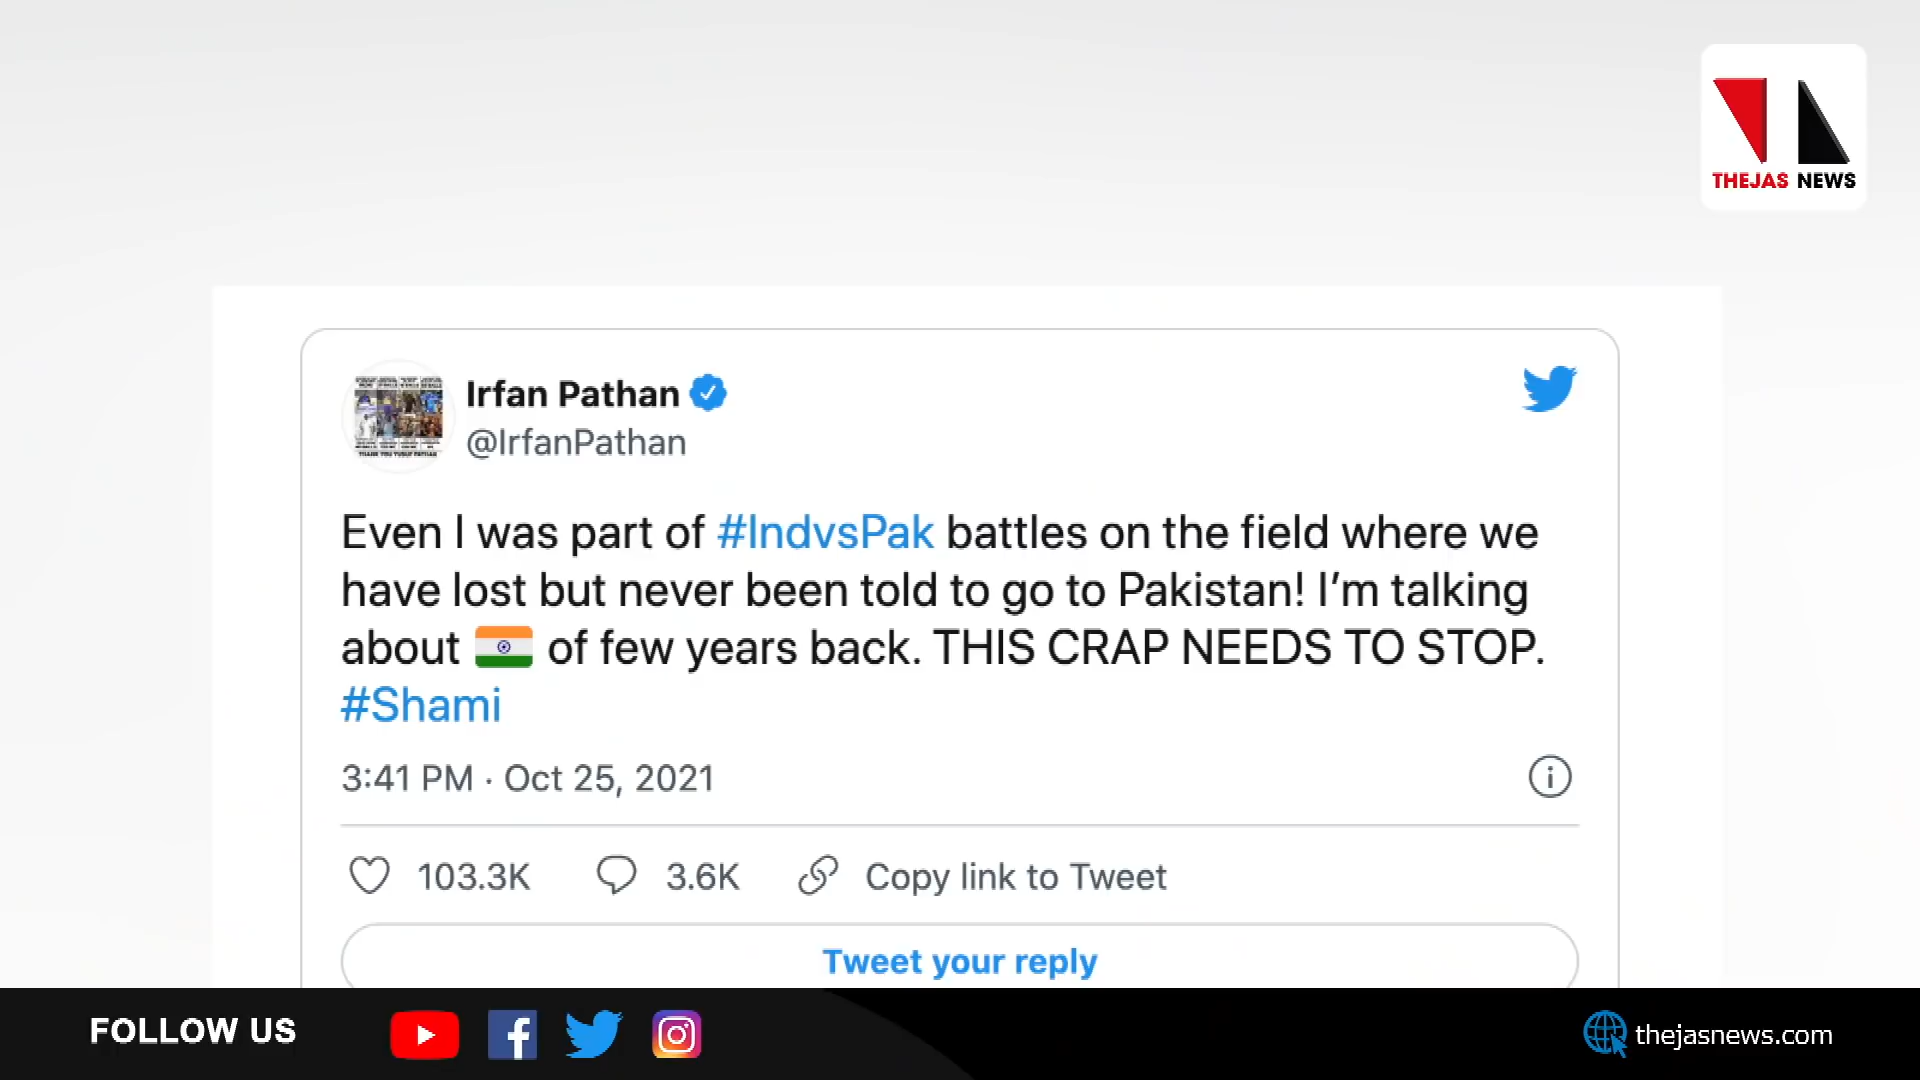 THEJAS NEWS
Irfan Pathan
@IrfanPathan
Even I was part of #IndvsPak battles on the field where we
have lost but never been told to go to Pakistan! I’m talking
about 🇮🇳 of few years back. THIS CRAP NEEDS TO STOP.
#Shami
3:41 PM · Oct 25, 2021
103.3K 3.6K Copy link to Tweet
Tweet your reply
FOLLOW US
thejasnews.com